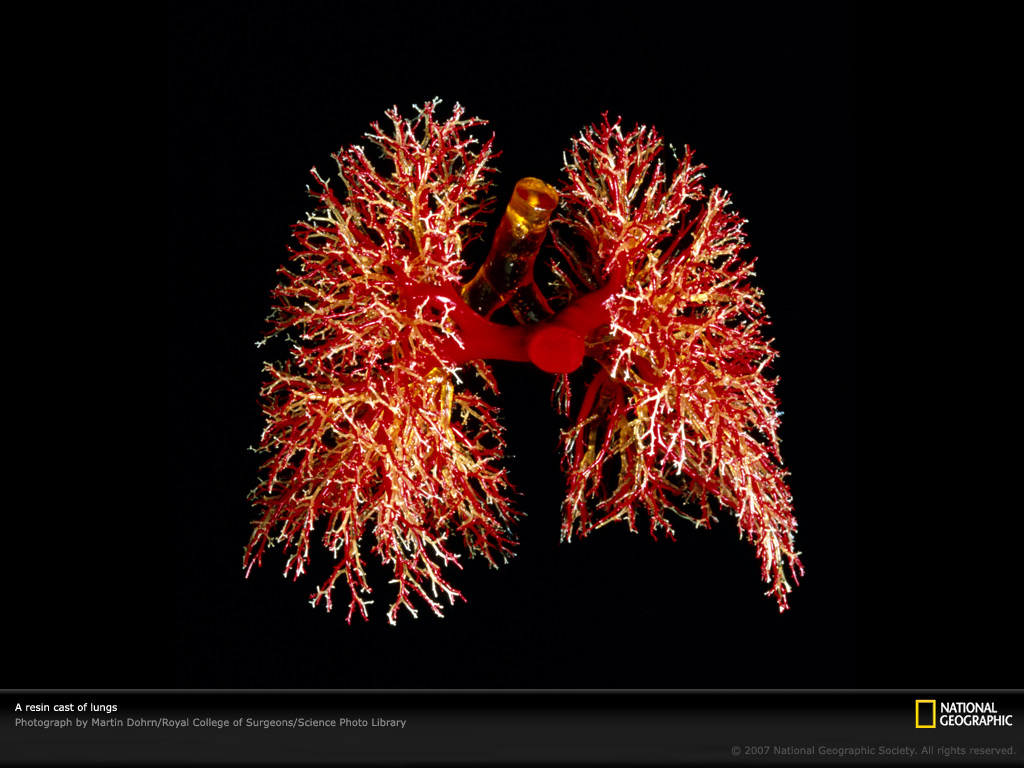 A resin cast of lungs
Photograph by Martin Dohrn/Royal College of Surgeons/Science Photo Library
NATIONAL
GEOGRAPHIC
© 2007 National Geographic Society. All rights reserved.